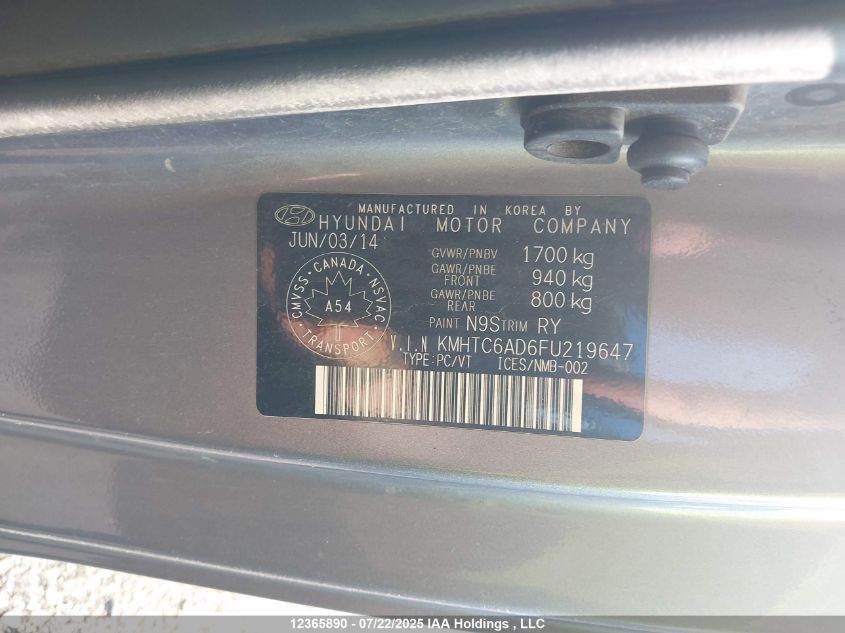 MANUFACTURED IN KOREA BY
HYUNDAI MOTOR COMPANY
JUN/03/14
GVWR/PNBV 1700 kg
GAWR/PNBE FRONT 940 kg
GAWR/PNBE REAR 800 kg
CMVSS · CANADA · NSVAC
A54
TRANSPORT
PAINT N9S TRIM RY
V.I.N KMHTC6AD6FU219647
TYPE:PC/VT ICES/NMB-002
12365890 - 07/22/2025 IAA Holdings , LLC